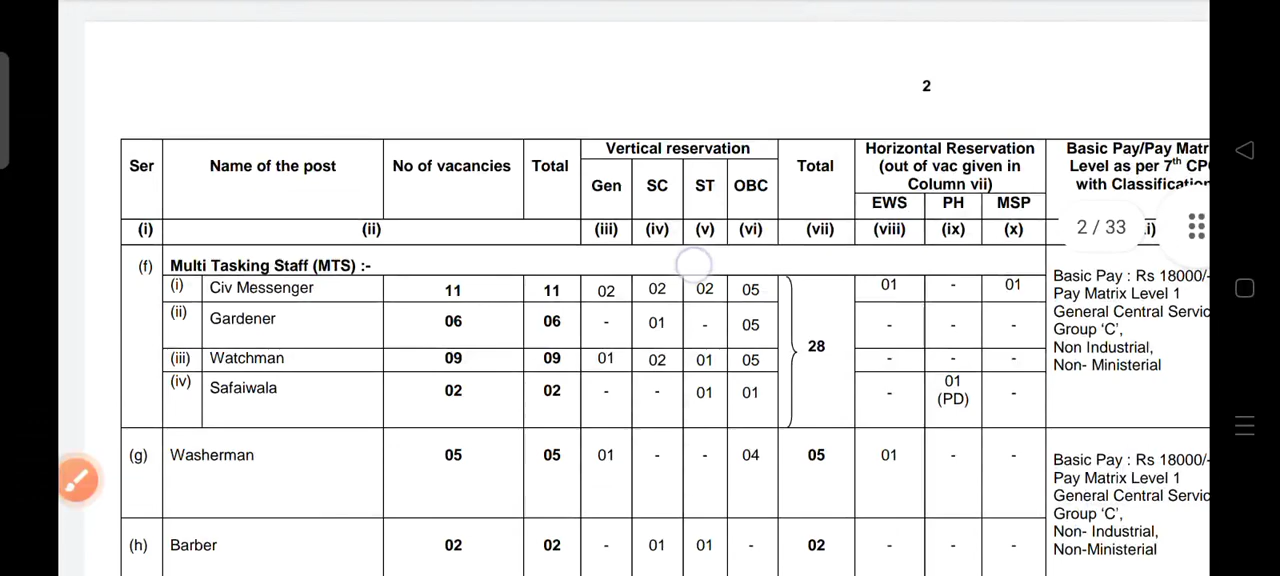 2
Ser Name of the post No of vacancies Total Vertical reservation Total Horizontal Reservation (out of vac given in Column vii) Basic Pay/Pay Matr Level as per 7th CP with Classification
Gen SC ST OBC EWS PH MSP
(i) (ii) (iii) (iv) (v) (vi) (vii) (viii) (ix) (x) .i)
2 / 33
(f) Multi Tasking Staff (MTS) :-
(i) Civ Messenger 11 11 02 02 02 05 01 - 01
(ii) Gardener 06 06 - 01 - 05 - - -
(iii) Watchman 09 09 01 02 01 05 - - -
(iv) Safaiwala 02 02 - - 01 01 - 01 (PD) -
28
Basic Pay : Rs 18000/-
Pay Matrix Level 1
General Central Servic
Group ‘C’,
Non Industrial,
Non- Ministerial
(g) Washerman 05 05 01 - - 04 05 01 - -
Basic Pay : Rs 18000/-
Pay Matrix Level 1
General Central Servic
Group ‘C’,
Non- Industrial,
Non-Ministerial
(h) Barber 02 02 - 01 01 - 02 - - -